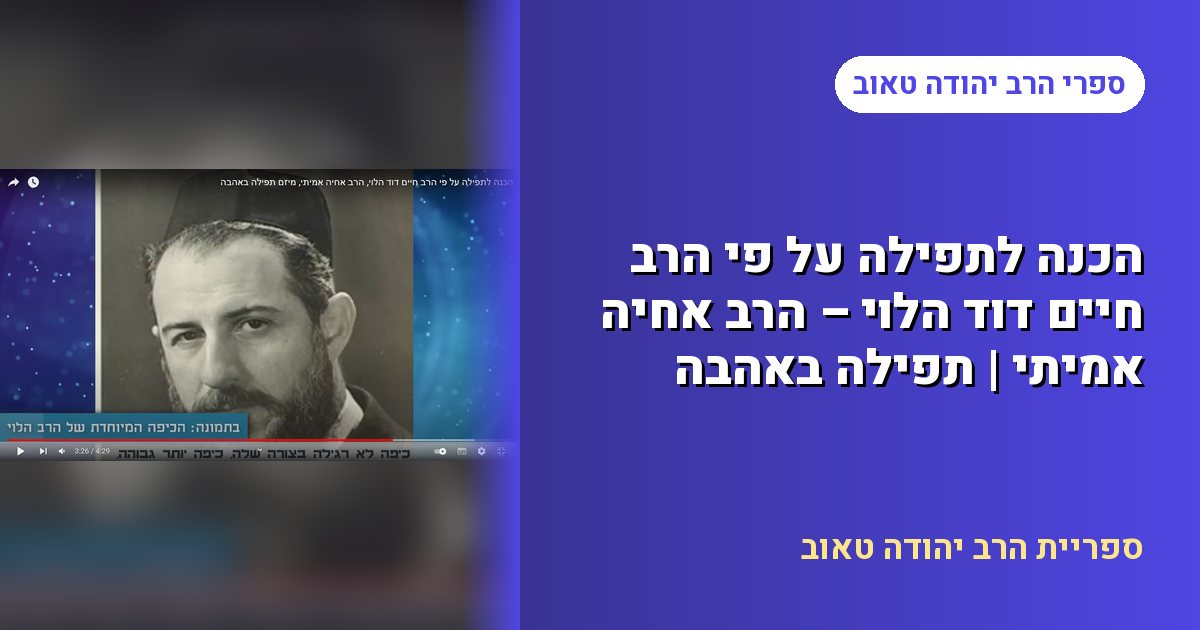 ספרי הרב יהודה טאוב
הכנה לתפילה על פי הרב
חיים דוד הלוי – הרב אחיה
אמיתי | תפילה באהבה
ספריית הרב יהודה טאוב
הכנה לתפילה על פי הרב חיים דוד הלוי, הרב אחיה אמיתי, מיזם תפילה באהבה
בתמונה: הכיפה המיוחדת של הרב הלוי
3:26 / 4:29
כיפה לא רגילה בצורה שלה, כיפה יותר גבוהה,